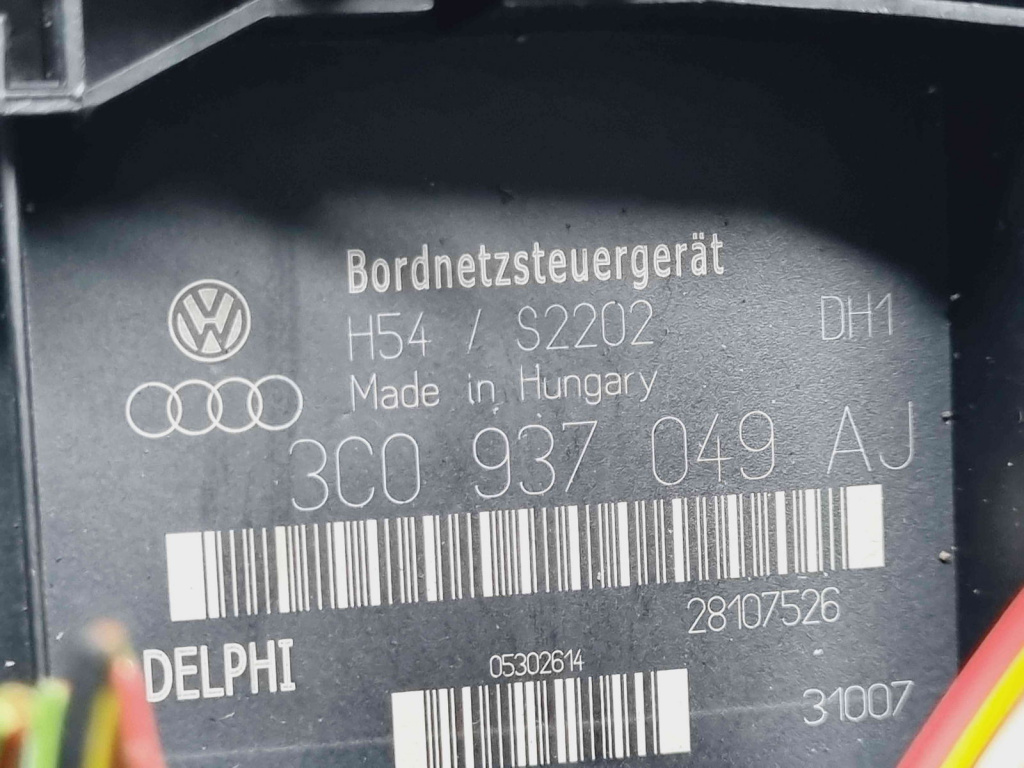 Bordnetzsteuergerät
H54 / S2202 DH1
Made in Hungary
3C0 937 049 AJ
28107526
DELPHI
05302614
31007